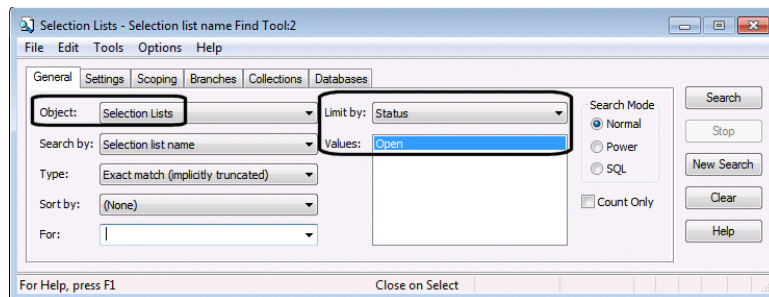 Selection Lists - Selection list name Find Tool:2
File Edit Tools Options Help
General Settings Scoping Branches Collections Databases
Object: Selection Lists
Limit by: Status
Search by: Selection list name
Values: Open
Type: Exact match (implicitly truncated)
Sort by: (None)
For:
Search Mode
Normal
Power
SQL
Count Only
Search
Stop
New Search
Clear
Help
For Help, press F1
Close on Select